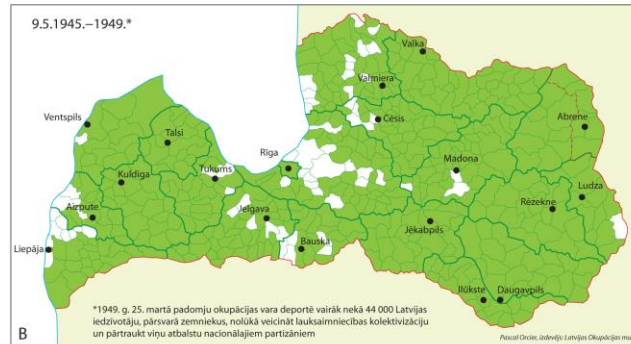 9.5.1945.–1949.*
Valka
Valmiera
Ventspils
Cēsis
Abrene
Talsi
Rīga
Madona
Kuldīga
Tukums
Ludza
Rēzekne
Aizpute
Jelgava
Jēkabpils
Liepāja
Bauska
Ilūkste
Daugavpils
*1949. g. 25. martā padomju okupācijas vara deportē vairāk nekā 44 000 Latvijas
iedzīvotāju, pārsvarā zemniekus, nolūkā veicināt lauksaimniecības kolektivizāciju
un pārtraukt viņu atbalstu nacionālajiem partizāniem
B
Pascal Orcier, izdevējs: Latvijas Okupācijas mu